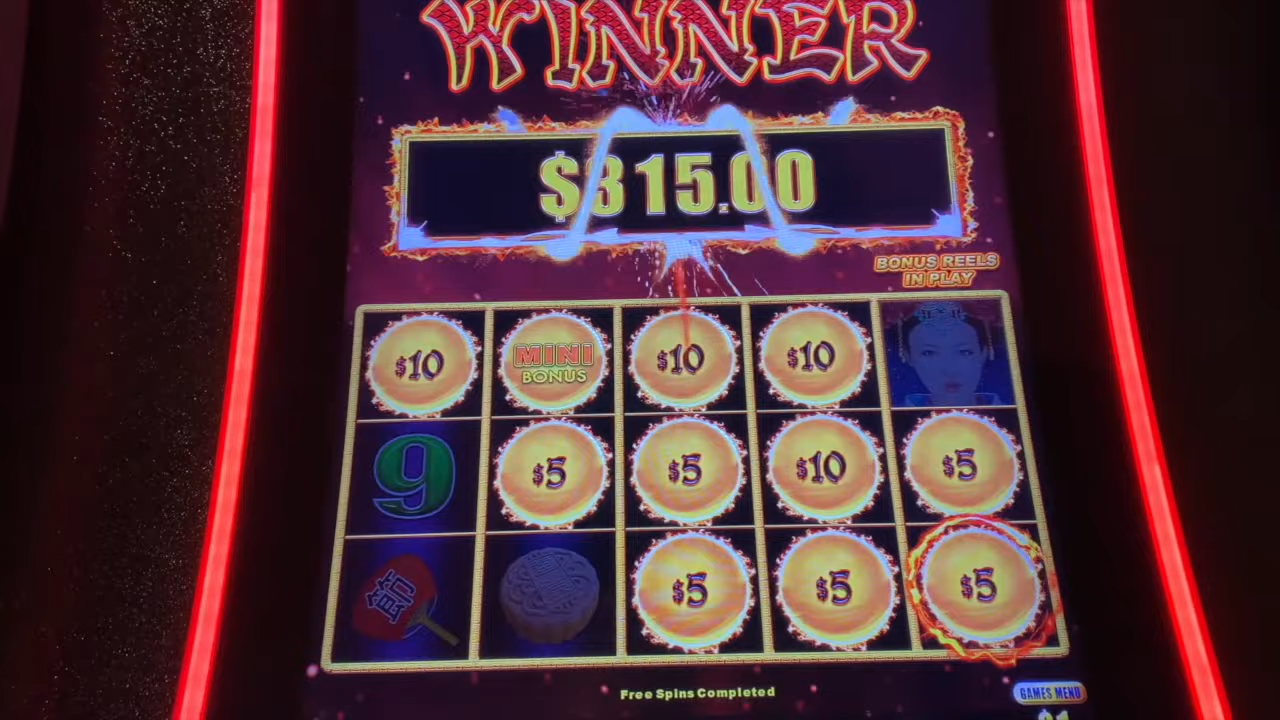 WINNER
$315.00
BONUS REELS
IN PLAY
$10
MINI
BONUS
$10
$10
9
$5
$5
$10
$5
$5
$5
$5
Free Spins Completed
GAMES MENU
$1